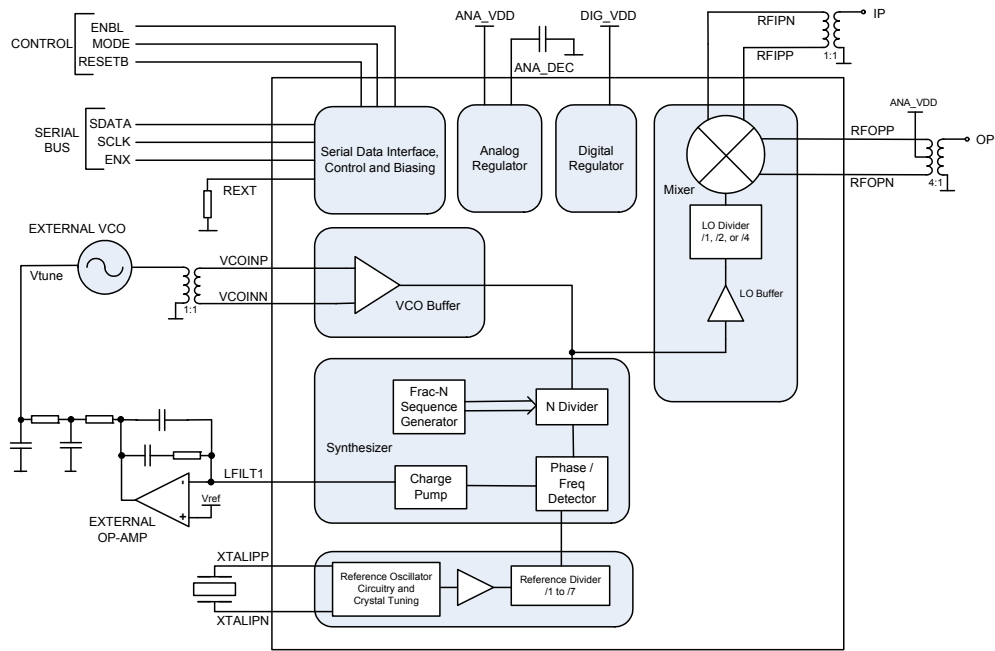 ANA_VDD
DIG_VDD
RFIPN
IP
ENBL
CONTROL
MODE
RESETB
RFIPP
1:1
ANA_DEC
ANA_VDD
SERIAL
BUS
SDATA
SCLK
ENX
REXT
Serial Data Interface,
Control and Biasing
Analog
Regulator
Digital
Regulator
Mixer
RFOPP
OP
RFOPN
4:1
LO Divider
/1, /2, or /4
LO Buffer
EXTERNAL VCO
Vtune
VCOINP
VCOINN
1:1
VCO Buffer
Frac-N
Sequence
Generator
N Divider
Synthesizer
Charge
Pump
Phase /
Freq
Detector
LFILT1
-
Vref
+
EXTERNAL
OP-AMP
XTALIPP
XTALIPN
Reference Oscillator
Circuitry and
Crystal Tuning
Reference Divider
/1 to /7